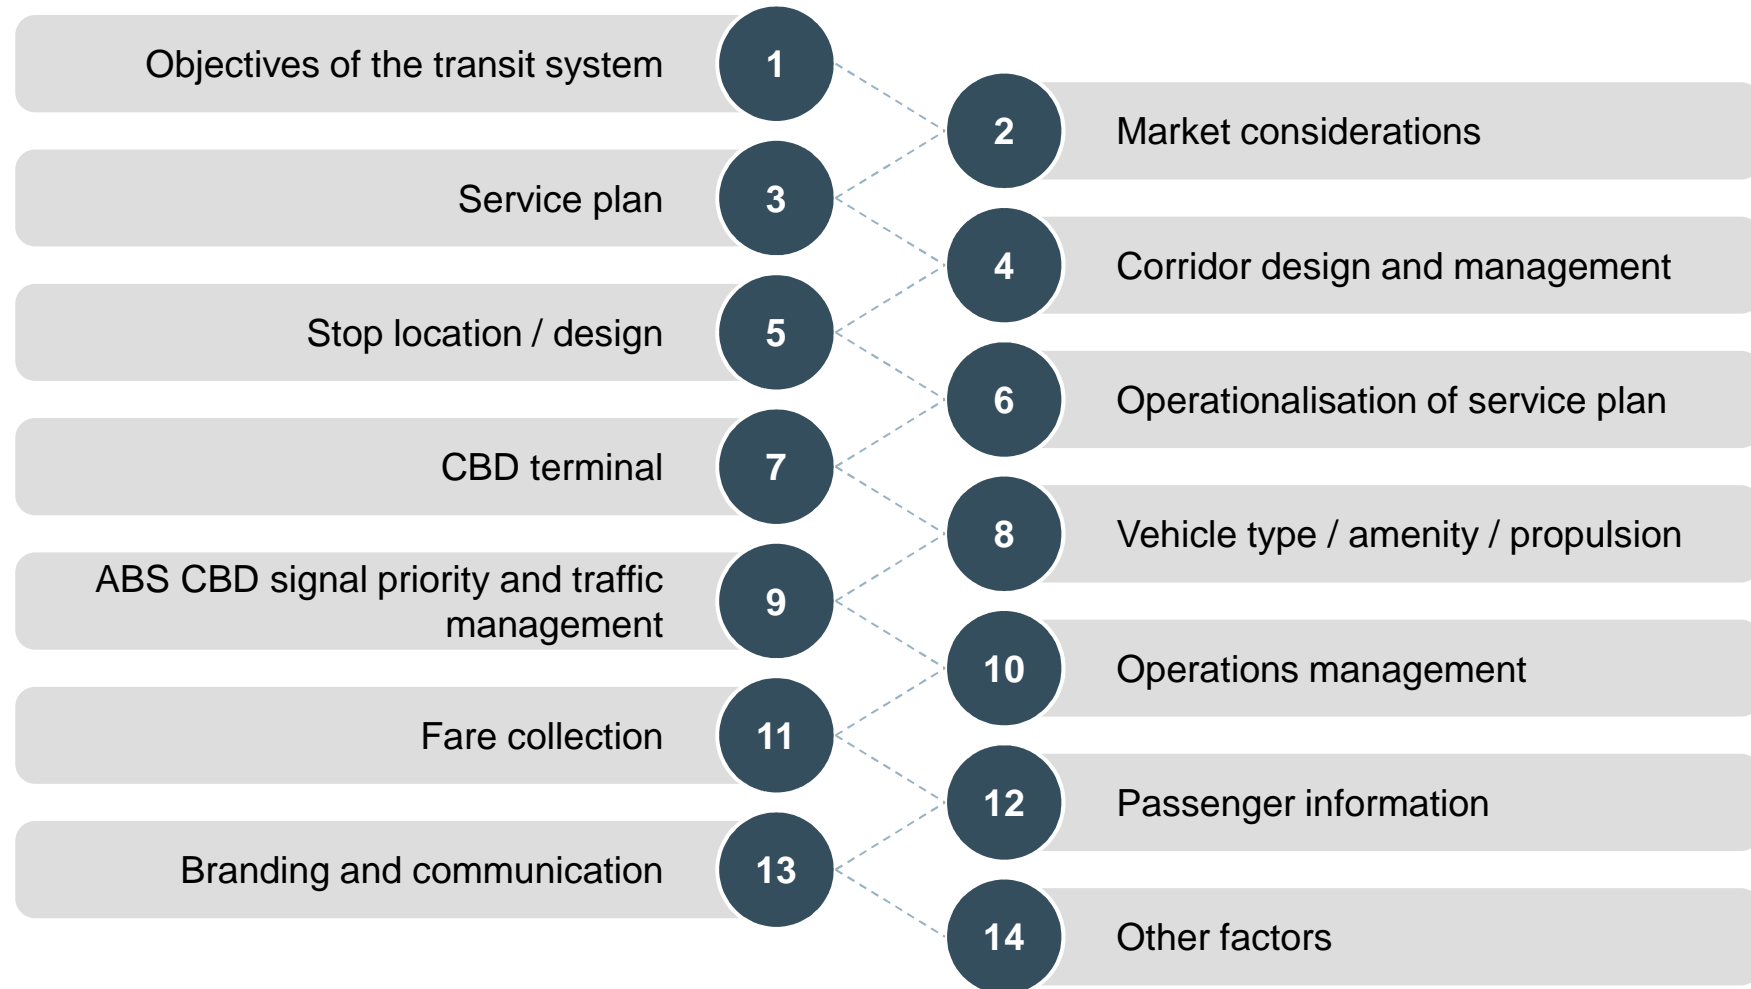 Objectives of the transit system
1
2
Market considerations
Service plan
3
4
Corridor design and management
Stop location / design
5
6
Operationalisation of service plan
CBD terminal
7
8
Vehicle type / amenity / propulsion
ABS CBD signal priority and traffic
management
9
10
Operations management
Fare collection
11
12
Passenger information
Branding and communication
13
14
Other factors